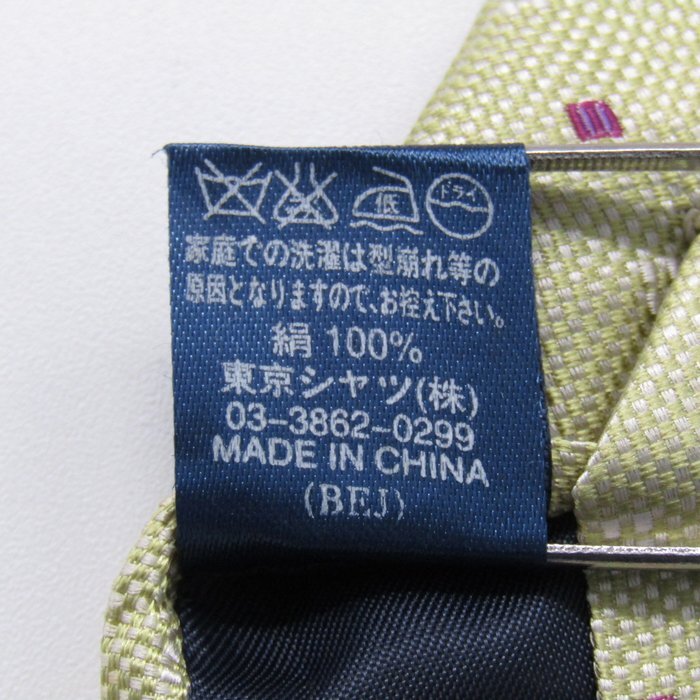 低 ドライ
家庭での洗濯は型崩れ等の
原因となりますので、お控え下さい。
絹 100%
東京シャツ(株)
03-3862-0299
MADE IN CHINA
(BEJ)